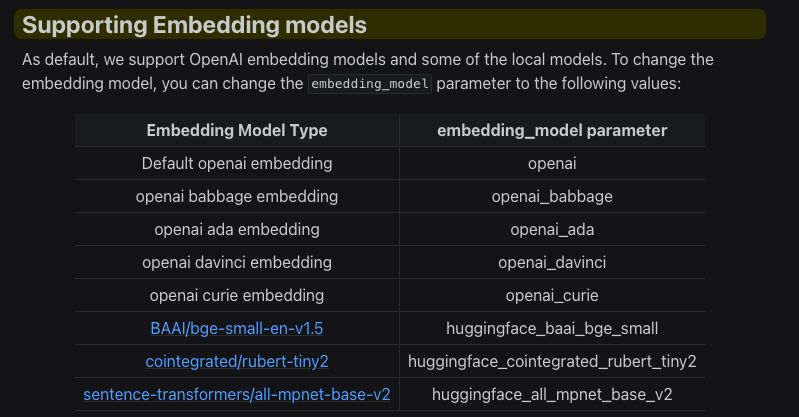 Supporting Embedding models
As default, we support OpenAI embedding models and some of the local models. To change the
embedding model, you can change the embedding_model parameter to the following values:
Embedding Model Type embedding_model parameter
Default openai embedding openai
openai babbage embedding openai_babbage
openai ada embedding openai_ada
openai davinci embedding openai_davinci
openai curie embedding openai_curie
BAAI/bge-small-en-v1.5 huggingface_baai_bge_small
cointegrated/rubert-tiny2 huggingface_cointegrated_rubert_tiny2
sentence-transformers/all-mpnet-base-v2 huggingface_all_mpnet_base_v2